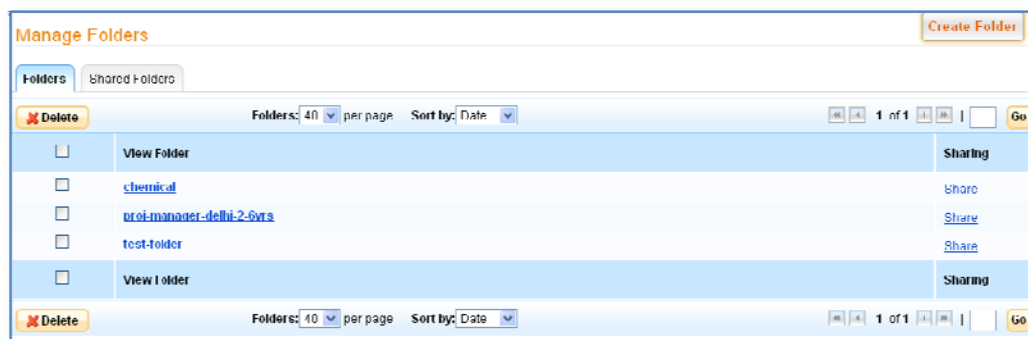 Manage Folders Create Folder
Folders Shared Folders
Delete Folders: 40 per page Sort by: Date 1 of 1 | Go
View Folder Sharing
chemical Share
proj-manager-delhi-2-6yrs Share
test-folder Share
View Folder Sharing
Delete Folders: 40 per page Sort by: Date 1 of 1 | Go